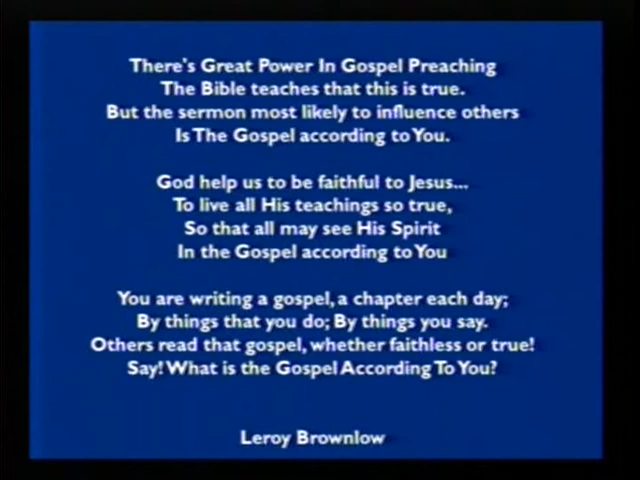 There's Great Power In Gospel Preaching
The Bible teaches that this is true.
But the sermon most likely to influence others
Is The Gospel according to You.
God help us to be faithful to Jesus...
To live all His teachings so true,
So that all may see His Spirit
In the Gospel according to You
You are writing a gospel, a chapter each day;
By things that you do; By things you say.
Others read that gospel, whether faithless or true!
Say! What is the Gospel According To You?
Leroy Brownlow